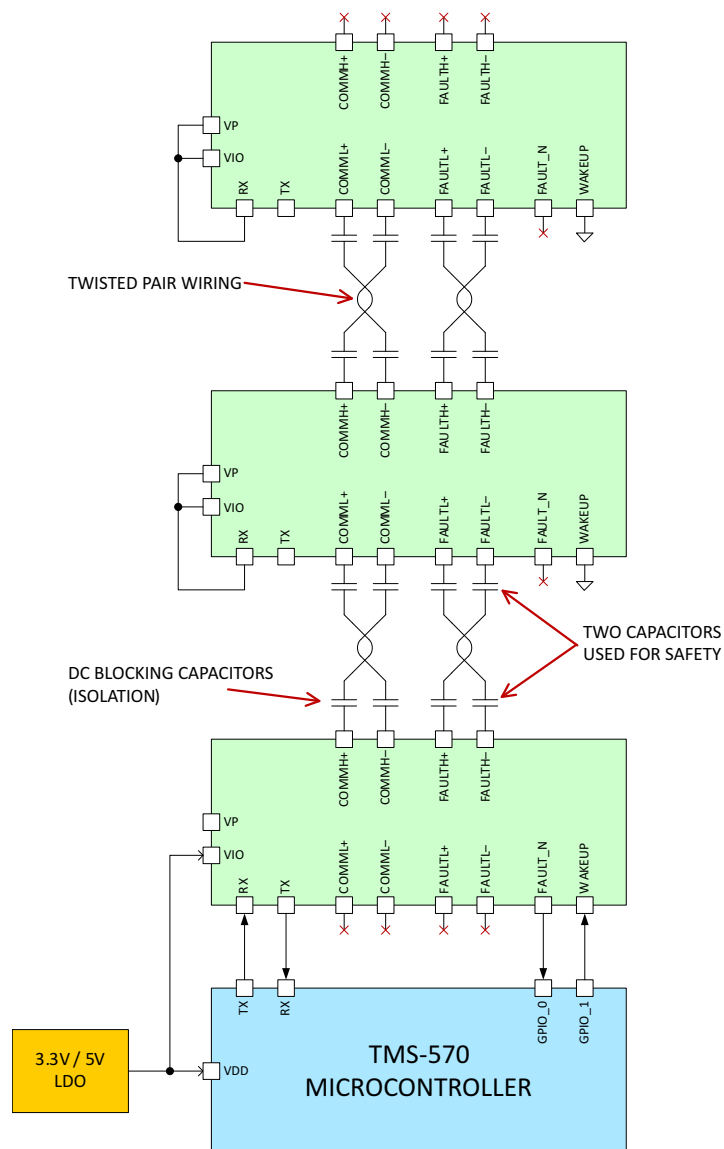 COMMH+
COMMH−
FAULTH+
FAULTH−
VP
VIO
RX
TX
COMML+
COMML−
FAULTL+
FAULTL−
FAULT_N
WAKEUP
TWISTED PAIR WIRING
COMMH+
COMMH−
FAULTH+
FAULTH−
VP
VIO
RX
TX
COMML+
COMML−
FAULTL+
FAULTL−
FAULT_N
WAKEUP
TWO CAPACITORS
USED FOR SAFETY
DC BLOCKING CAPACITORS
(ISOLATION)
COMMH+
COMMH−
FAULTH+
FAULTH−
VP
VIO
RX
TX
COMML+
COMML−
FAULTL+
FAULTL−
FAULT_N
WAKEUP
TX
RX
GPIO_0
GPIO_1
3.3V / 5V
LDO
VDD
TMS-570
MICROCONTROLLER